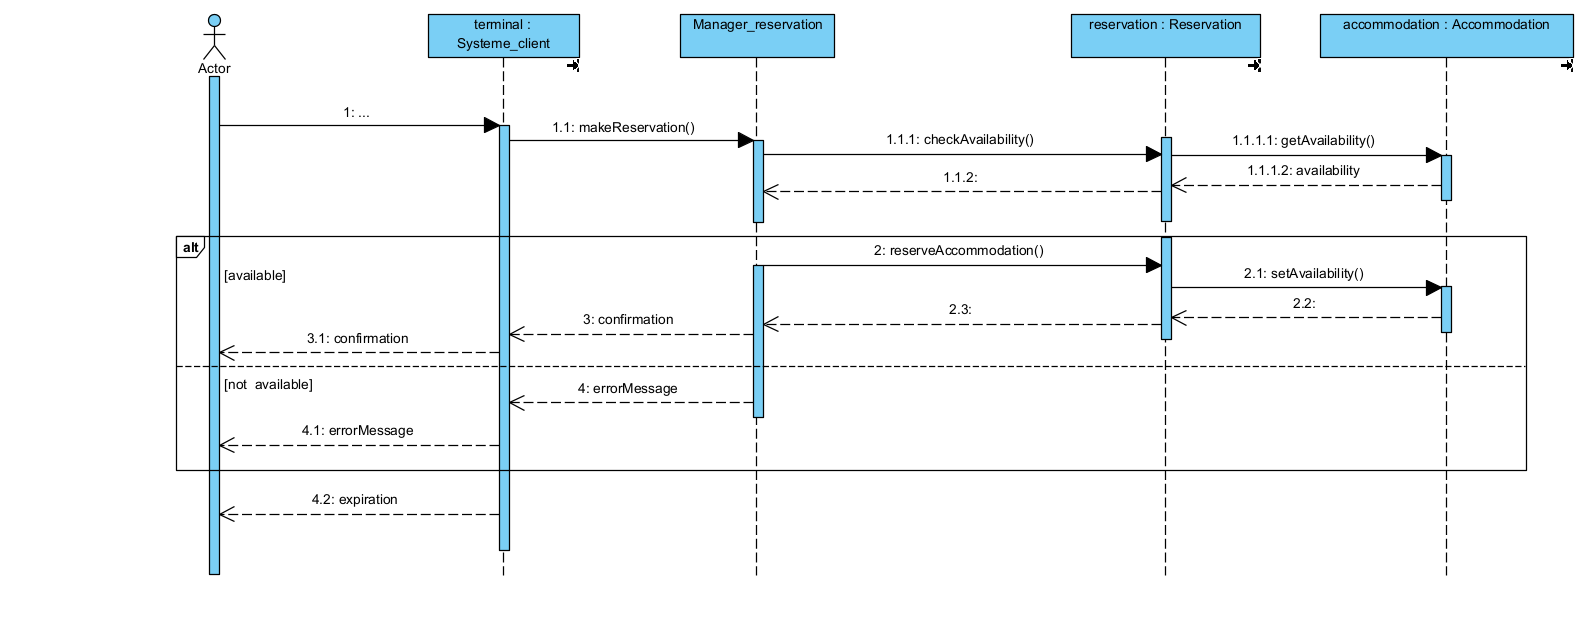 terminal :
Systeme_client
Manager_reservation
reservation : Reservation
accommodation : Accommodation
Actor
1: ...
1.1: makeReservation()
1.1.1: checkAvailability()
1.1.1.1: getAvailability()
1.1.2:
1.1.1.2: availability
alt
[available]
2: reserveAccommodation()
2.1: setAvailability()
2.2:
2.3:
3: confirmation
3.1: confirmation
[not available]
4: errorMessage
4.1: errorMessage
4.2: expiration